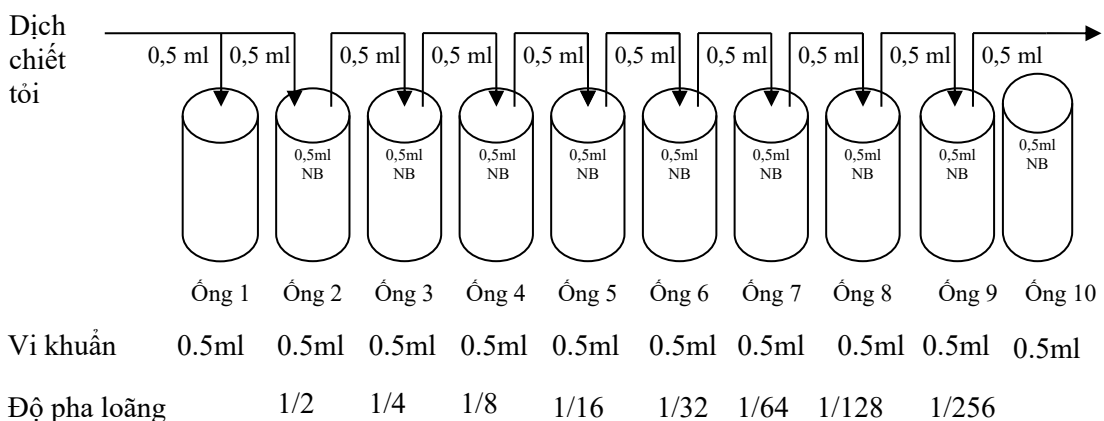 Dịch
chiết
tỏi
0,5 ml 0,5 ml 0,5 ml 0,5 ml 0,5 ml 0,5 ml 0,5 ml 0,5 ml 0,5 ml 0,5 ml
0,5ml 0,5ml 0,5ml 0,5ml 0,5ml 0,5ml 0,5ml 0,5ml 0,5ml
NB NB NB NB NB NB NB NB NB
Ống 1 Ống 2 Ống 3 Ống 4 Ống 5 Ống 6 Ống 7 Ống 8 Ống 9 Ống 10
Vi khuẩn 0.5ml 0.5ml 0.5ml 0.5ml 0.5ml 0.5ml 0.5ml 0.5ml 0.5ml 0.5ml
Độ pha loãng 1/2 1/4 1/8 1/16 1/32 1/64 1/128 1/256